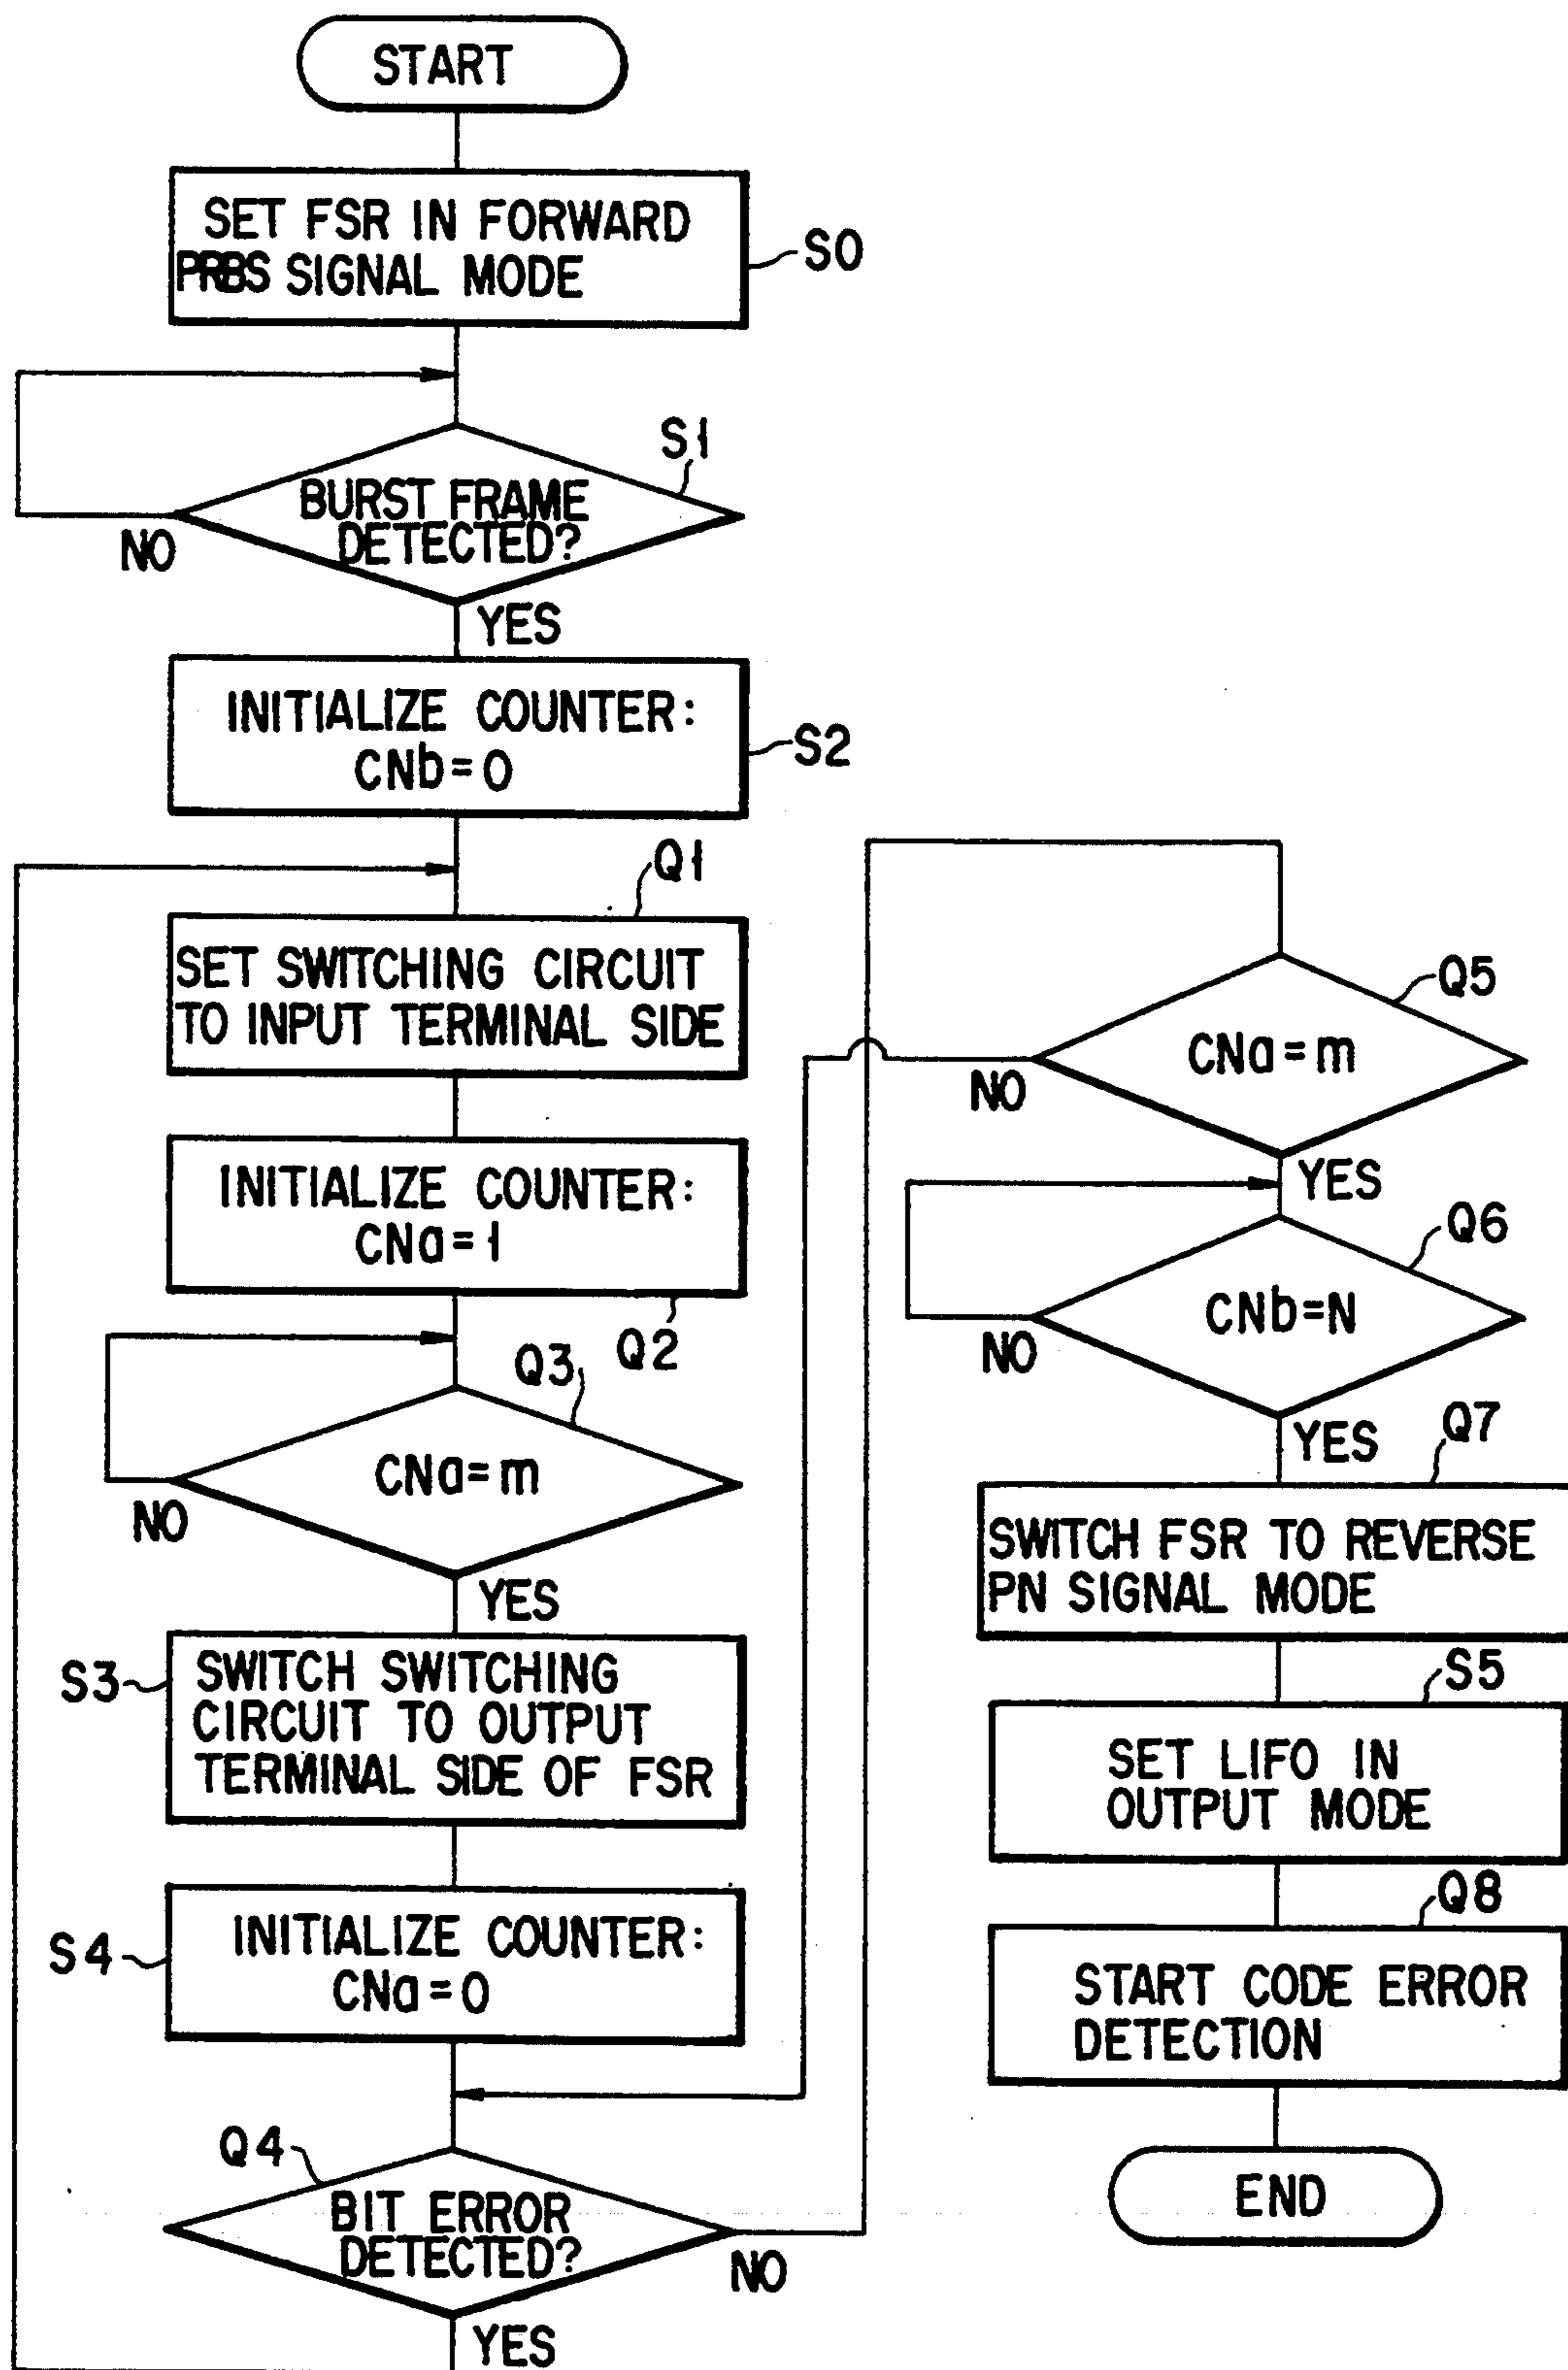 START
SET FSR IN FORWARD
PRBS SIGNAL MODE
S0
S1
BURST FRAME
DETECTED?
NO
YES
INITIALIZE COUNTER:
CNb=0
S2
Q1
SET SWITCHING CIRCUIT
TO INPUT TERMINAL SIDE
INITIALIZE COUNTER:
CNa=1
Q2
Q3
CNa=m
NO
YES
S3
SWITCH SWITCHING
CIRCUIT TO OUTPUT
TERMINAL SIDE OF FSR
S4
INITIALIZE COUNTER:
CNa=0
Q4
BIT ERROR
DETECTED?
NO
YES
Q5
CNa=m
NO
YES
Q6
CNb=N
NO
YES
Q7
SWITCH FSR TO REVERSE
PN SIGNAL MODE
S5
SET LIFO IN
OUTPUT MODE
Q8
START CODE ERROR
DETECTION
END